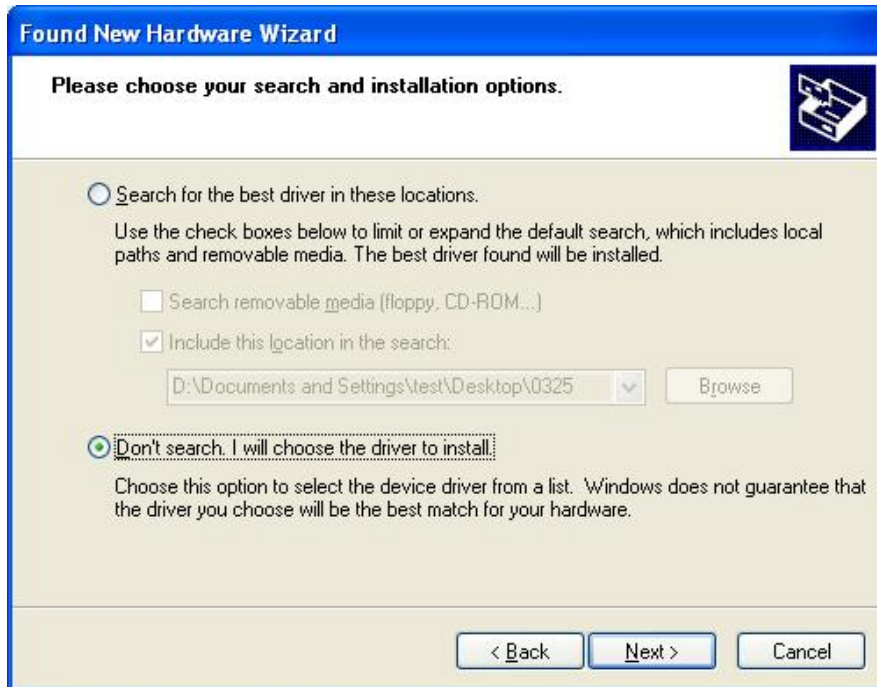 Found New Hardware Wizard
Please choose your search and installation options.
Search for the best driver in these locations.
Use the check boxes below to limit or expand the default search, which includes local
paths and removable media. The best driver found will be installed.
Search removable media (floppy, CD-ROM...)
Include this location in the search:
D:\Documents and Settings\test\Desktop\0325
Browse
Don't search. I will choose the driver to install.
Choose this option to select the device driver from a list.  Windows does not guarantee that
the driver you choose will be the best match for your hardware.
< Back
Next >
Cancel